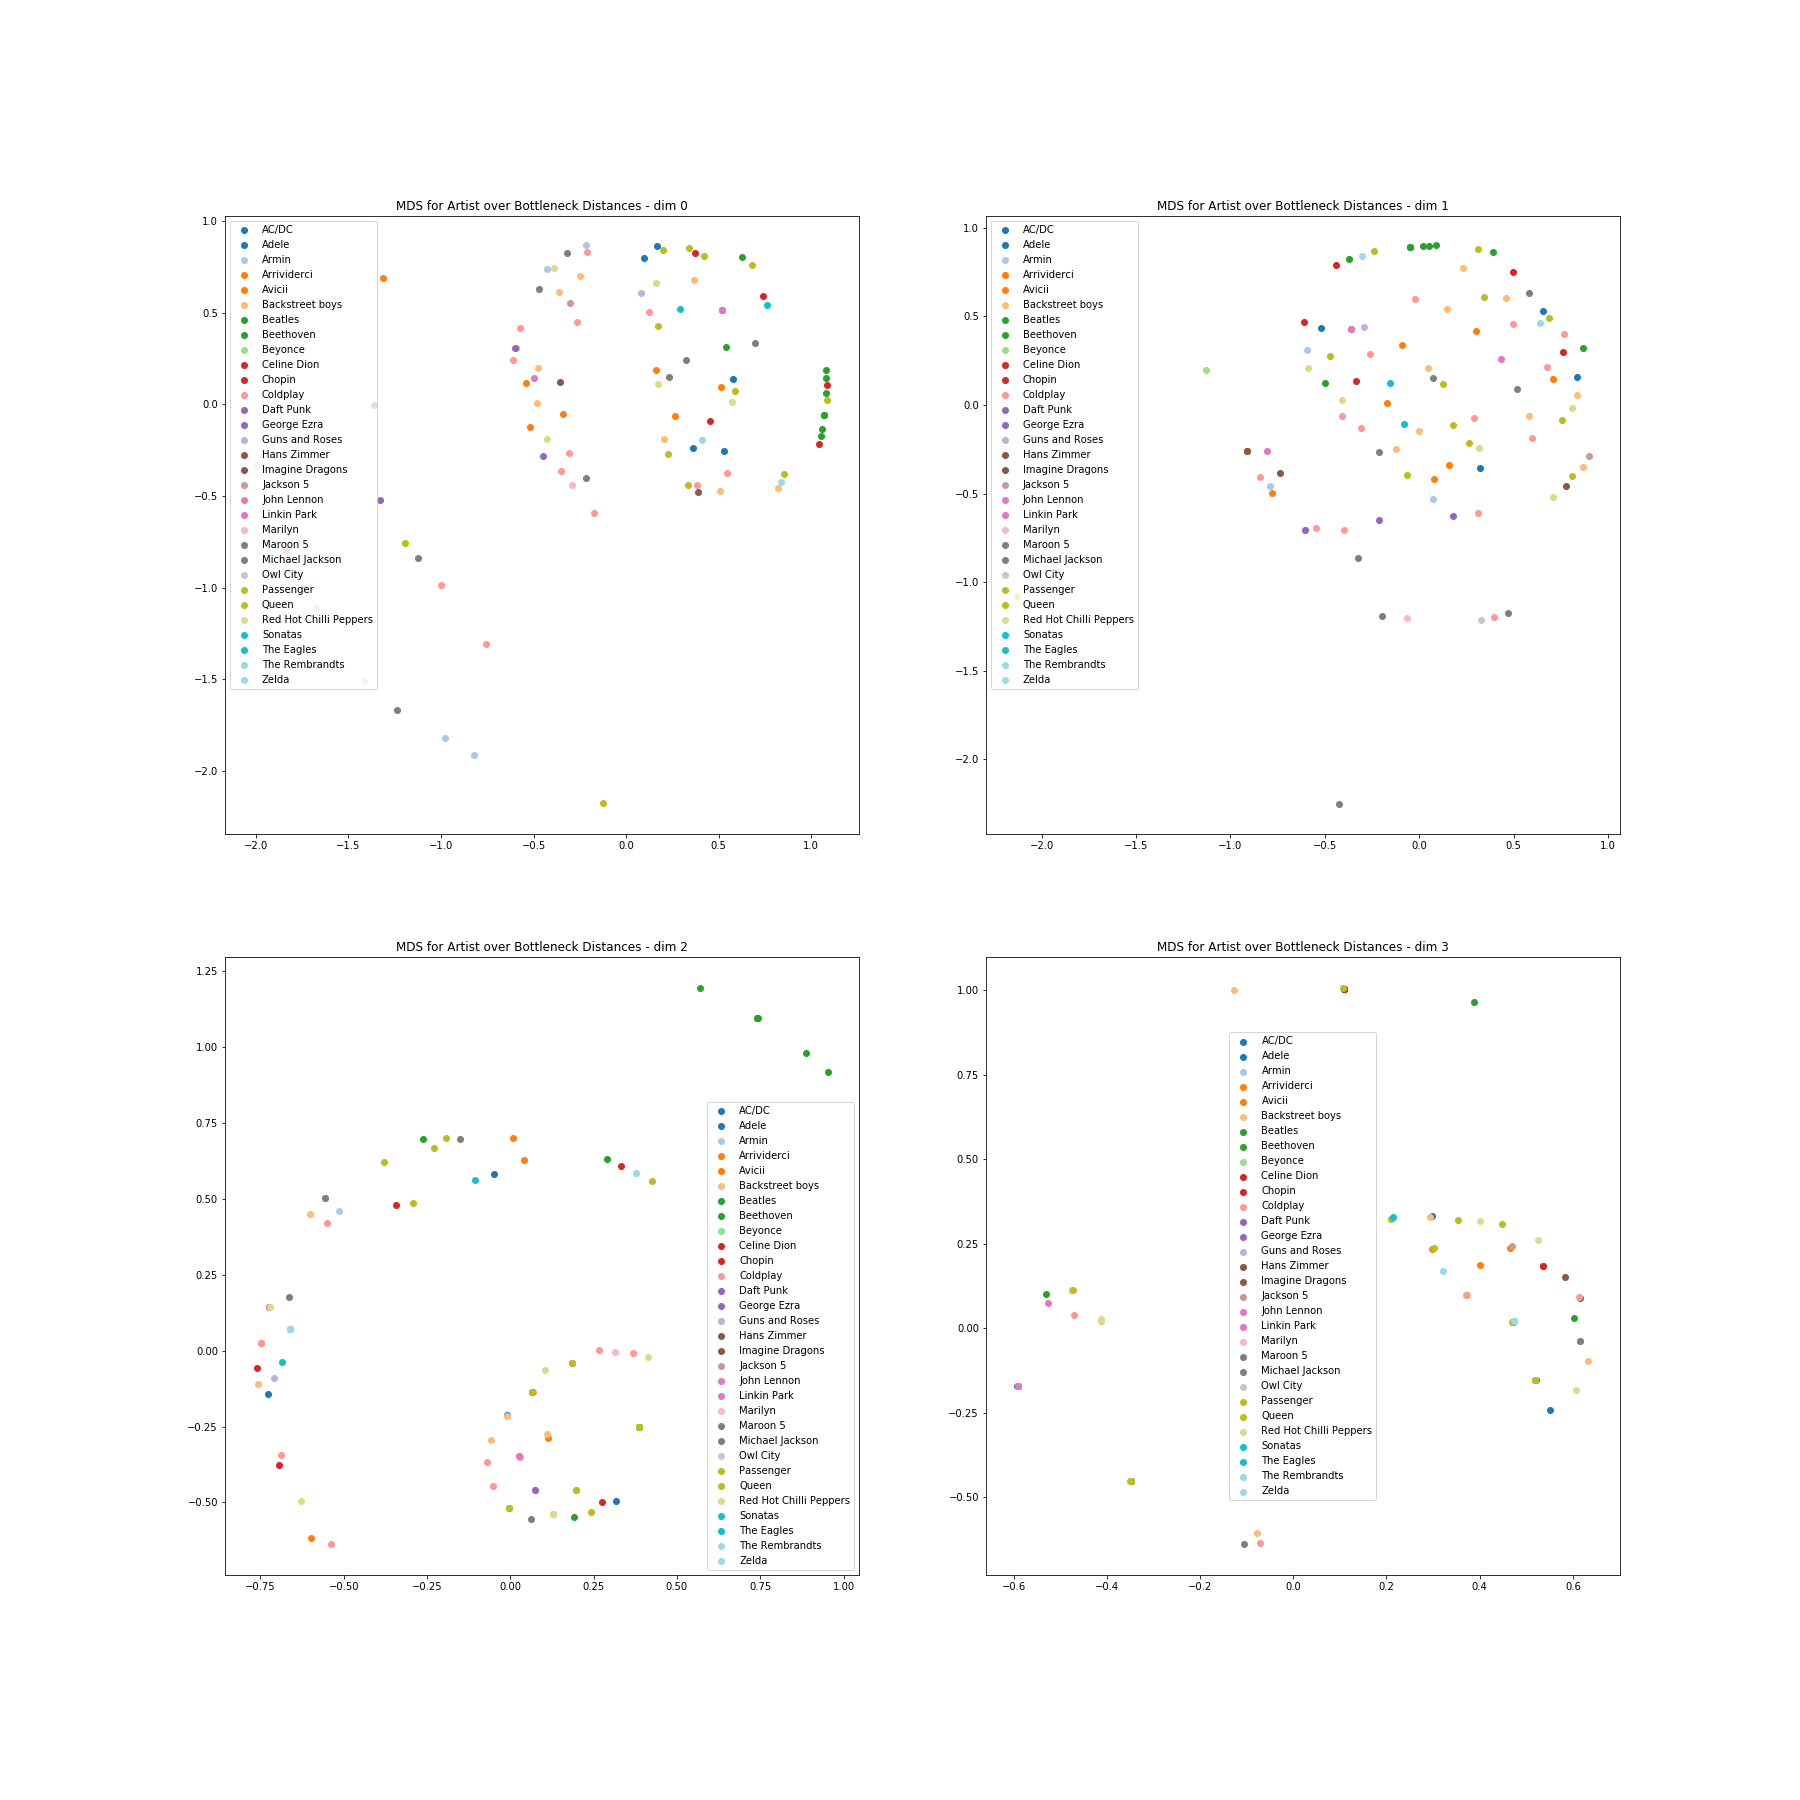 MDS for Artist over Bottleneck Distances - dim 0
1.0
0.5
0.0
−0.5
−1.0
−1.5
−2.0
AC/DC
Adele
Armin
Arrividerci
Avicii
Backstreet boys
Beatles
Beethoven
Beyonce
Celine Dion
Chopin
Coldplay
Daft Punk
George Ezra
Guns and Roses
Hans Zimmer
Imagine Dragons
Jackson 5
John Lennon
Linkin Park
Marilyn
Maroon 5
Michael Jackson
Owl City
Passenger
Queen
Red Hot Chilli Peppers
Sonatas
The Eagles
The Rembrandts
Zelda
−2.0 −1.5 −1.0 −0.5 0.0 0.5 1.0
MDS for Artist over Bottleneck Distances - dim 1
1.0
0.5
0.0
−0.5
−1.0
−1.5
−2.0
AC/DC
Adele
Armin
Arrividerci
Avicii
Backstreet boys
Beatles
Beethoven
Beyonce
Celine Dion
Chopin
Coldplay
Daft Punk
George Ezra
Guns and Roses
Hans Zimmer
Imagine Dragons
Jackson 5
John Lennon
Linkin Park
Marilyn
Maroon 5
Michael Jackson
Owl City
Passenger
Queen
Red Hot Chilli Peppers
Sonatas
The Eagles
The Rembrandts
Zelda
−2.0 −1.5 −1.0 −0.5 0.0 0.5 1.0
MDS for Artist over Bottleneck Distances - dim 2
1.25
1.00
0.75
0.50
0.25
0.00
−0.25
−0.50
AC/DC
Adele
Armin
Arrividerci
Avicii
Backstreet boys
Beatles
Beethoven
Beyonce
Celine Dion
Chopin
Coldplay
Daft Punk
George Ezra
Guns and Roses
Hans Zimmer
Imagine Dragons
Jackson 5
John Lennon
Linkin Park
Marilyn
Maroon 5
Michael Jackson
Owl City
Passenger
Queen
Red Hot Chilli Peppers
Sonatas
The Eagles
The Rembrandts
Zelda
−0.75 −0.50 −0.25 0.00 0.25 0.50 0.75 1.00
MDS for Artist over Bottleneck Distances - dim 3
1.00
0.75
0.50
0.25
0.00
−0.25
−0.50
AC/DC
Adele
Armin
Arrividerci
Avicii
Backstreet boys
Beatles
Beethoven
Beyonce
Celine Dion
Chopin
Coldplay
Daft Punk
George Ezra
Guns and Roses
Hans Zimmer
Imagine Dragons
Jackson 5
John Lennon
Linkin Park
Marilyn
Maroon 5
Michael Jackson
Owl City
Passenger
Queen
Red Hot Chilli Peppers
Sonatas
The Eagles
The Rembrandts
Zelda
−0.6 −0.4 −0.2 0.0 0.2 0.4 0.6